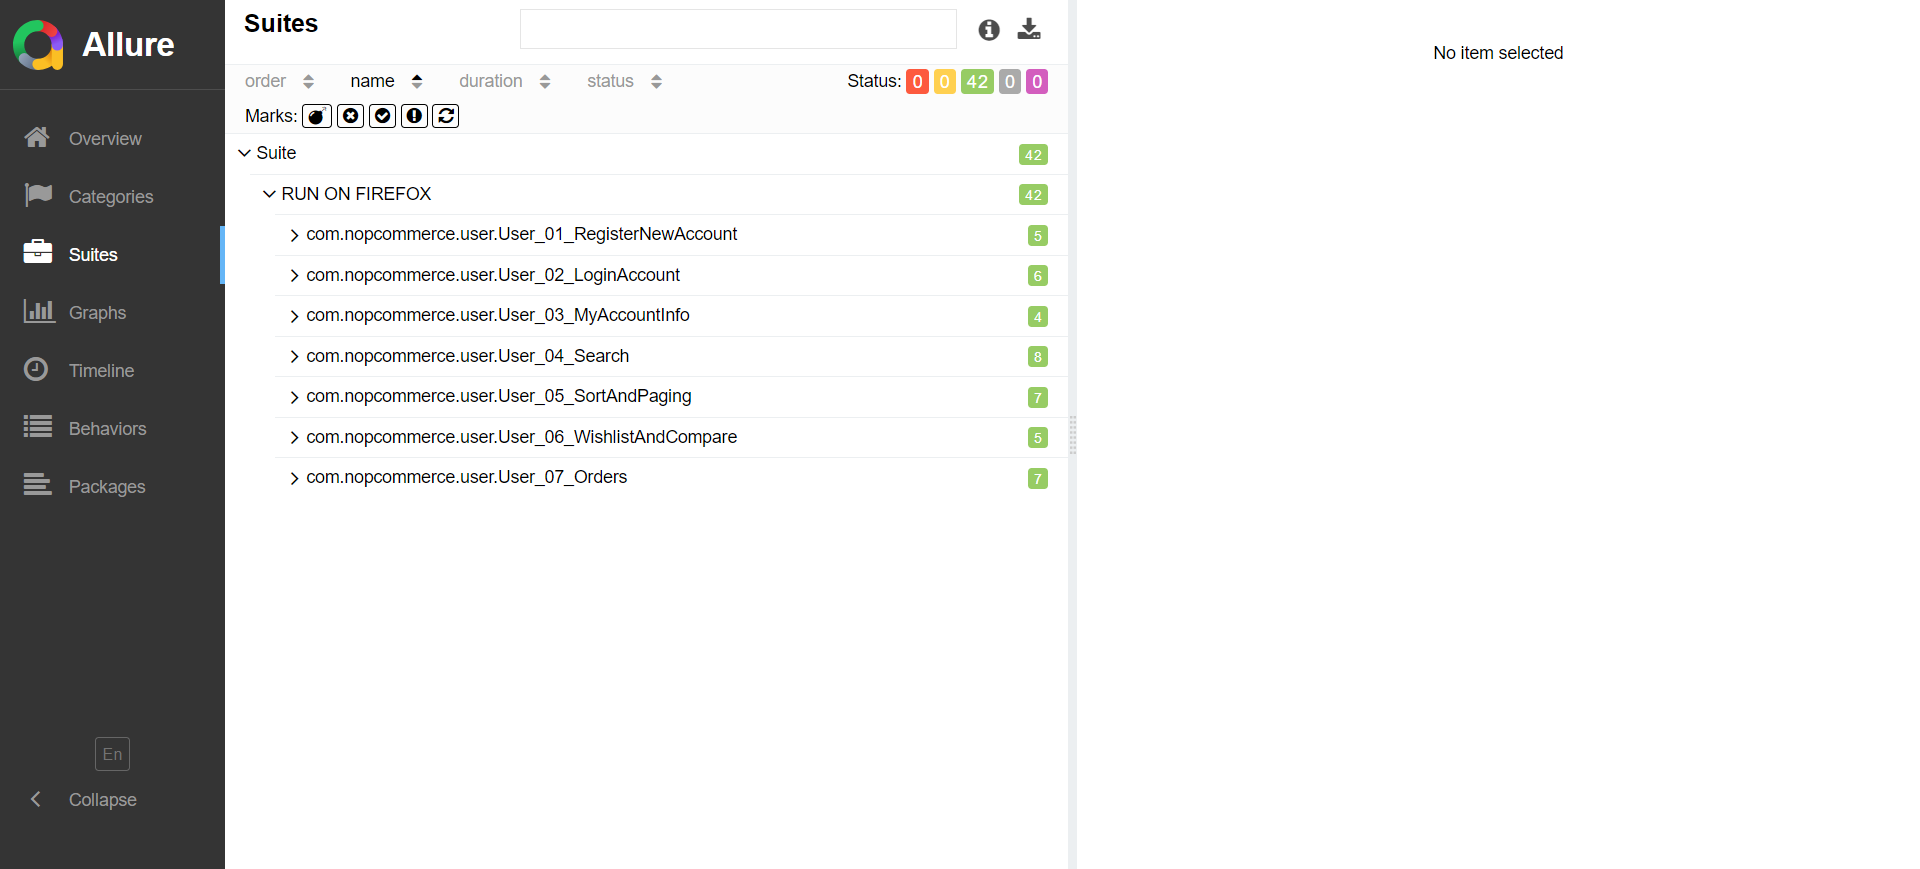 Allure
Overview
Categories
Suites
Graphs
Timeline
Behaviors
Packages
En
Collapse
Suites
order name duration status Status: 0 0 42 0 0
Marks:
Suite 42
RUN ON FIREFOX 42
com.nopcommerce.user.User_01_RegisterNewAccount 5
com.nopcommerce.user.User_02_LoginAccount 6
com.nopcommerce.user.User_03_MyAccountInfo 4
com.nopcommerce.user.User_04_Search 8
com.nopcommerce.user.User_05_SortAndPaging 7
com.nopcommerce.user.User_06_WishlistAndCompare 5
com.nopcommerce.user.User_07_Orders 7
No item selected